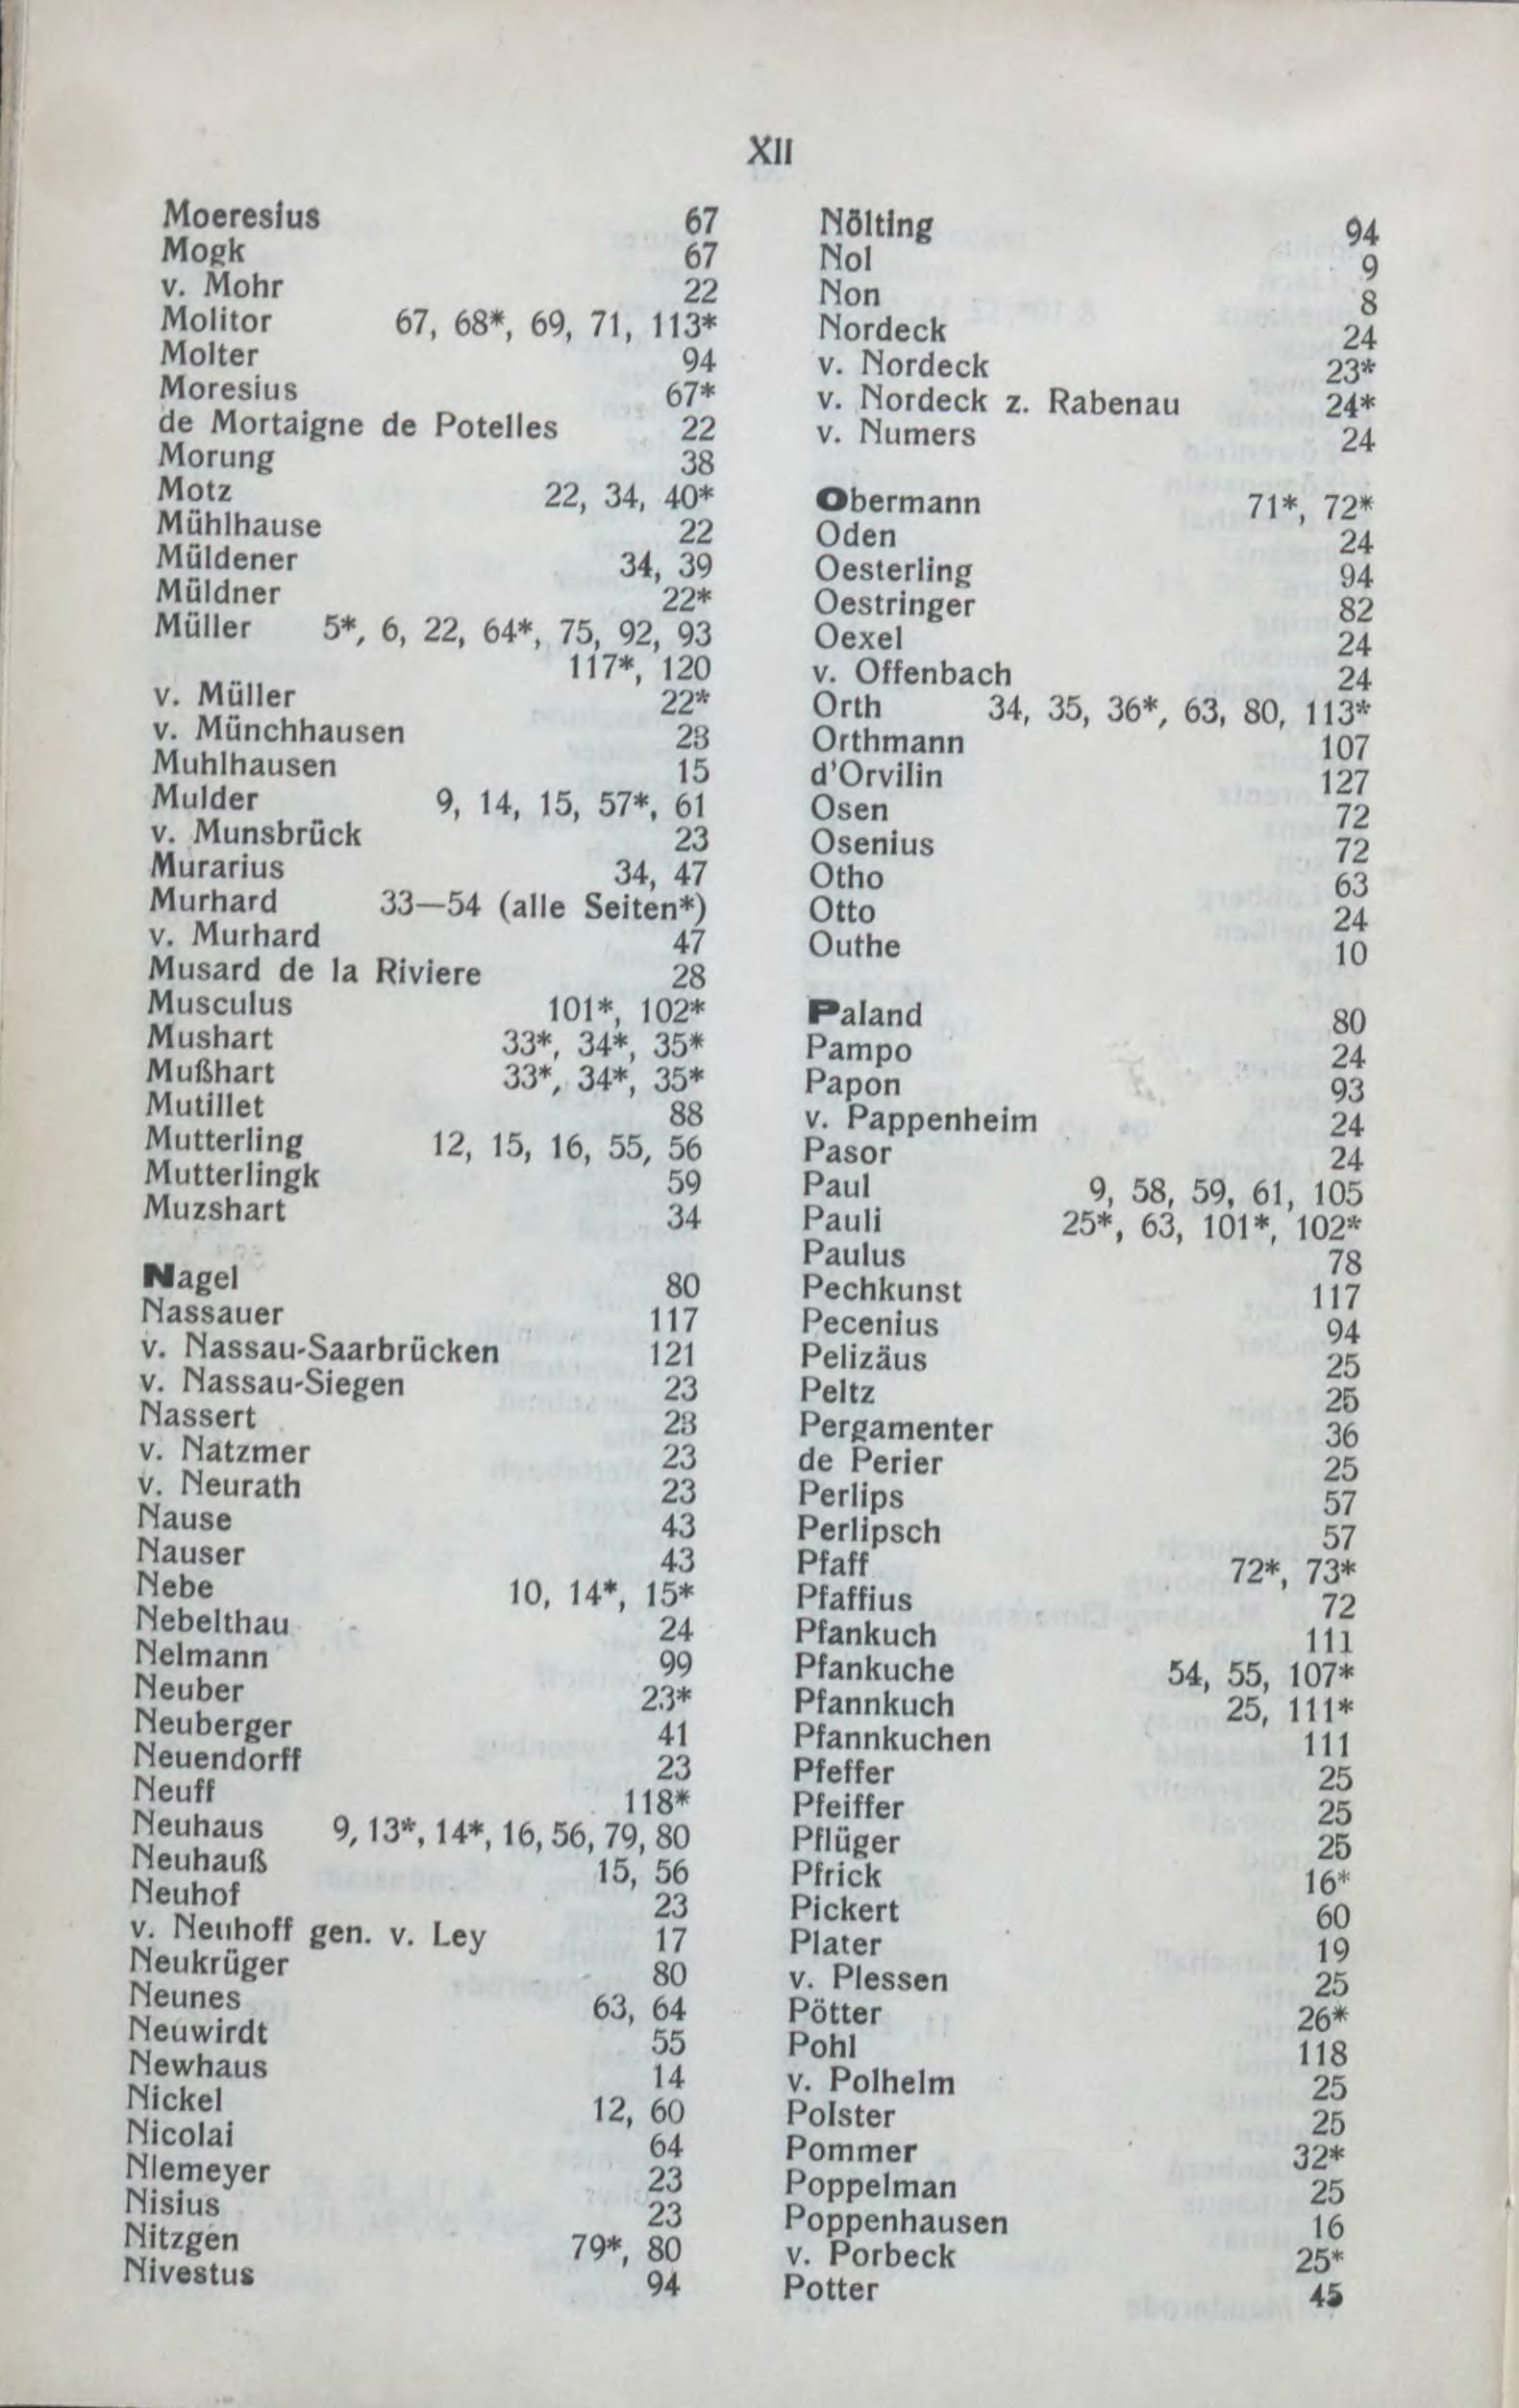 XII
Moeresius 67
Mogk 67
v. Mohr 22
Molitor 67, 68*, 69, 71, 113*
Molter 94
Moresius 67*
de Mortaigne de Potelles 22
Morung 38
Motz 22, 34, 40*
Mühlhause 22
Müldener 34, 39
Müldner 22*
Müller 5*, 6, 22, 64*, 75, 92, 93
117*, 120
v. Müller 22*
v. Münchhausen 23
Muhlhausen 15
Mulder 9, 14, 15, 57*, 61
v. Munsbrück 23
Murarius 34, 47
Murhard 33—54 (alle Seiten*)
v. Murhard 47
Musard de la Riviere 28
Musculus 101*, 102*
Mushart 33*, 34*, 35*
Mußhart 33*, 34*, 35*
Mutillet 88
Mutterling 12, 15, 16, 55, 56
Mutterlingk 59
Muzshart 34
Nagel 80
Nassauer 117
v. Nassau-Saarbrücken 121
v. Nassau-Siegen 23
Nassert 23
v. Natzmer 23
v. Neurath 23
Nause 43
Nauser 43
Nebe 10, 14*, 15*
Nebelthau 24
Nelmann 99
Neuber 23*
Neuberger 41
Neuendorff 23
Neuff 118*
Neuhaus 9, 13*, 14*, 16, 56, 79, 80
Neuhauß 15, 56
Neuhof 23
v. Neuhoff gen. v. Ley 17
Neukrüger 80
Neunes 63, 64
Neuwirdt 55
Newhaus 14
Nickel 12, 60
Nicolai 64
Niemeyer 23
Nisius 23
Nitzgen 79*, 80
Nivestus 94
Nölting 94
Nol 9
Non 8
Nordeck 24
v. Nordeck 23*
v. Nordeck z. Rabenau 24*
v. Numers 24
Obermann 71*, 72*
Oden 24
Oesterling 94
Oestringer 82
Oexel 24
v. Offenbach 24
Orth 34, 35, 36*, 63, 80, 113*
Orthmann 107
d'Orvilin 127
Osen 72
Osenius 72
Otho 63
Otto 24
Outhe 10
Paland 80
Pampo 24
Papon 93
v. Pappenheim 24
Pasor 24
Paul 9, 58, 59, 61, 105
Pauli 25*, 63, 101*, 102*
Paulus 78
Pechkunst 117
Pecenius 94
Pelizäus 25
Peltz 25
Pergamenter 36
de Perier 25
Perlips 57
Perlipsch 57
Pfaff 72*, 73*
Pfaffius 72
Pfankuch 111
Pfankuche 54, 55, 107*
Pfannkuch 25, 111*
Pfannkuchen 111
Pfeffer 25
Pfeiffer 25
Pflüger 25
Pfrick 16*
Pickert 60
Plater 19
v. Plessen 25
Pötter 26*
Pohl 118
v. Polhelm 25
Polster 25
Pommer 32*
Poppelman 25
Poppenhausen 16
v. Porbeck 25*
Potter 45